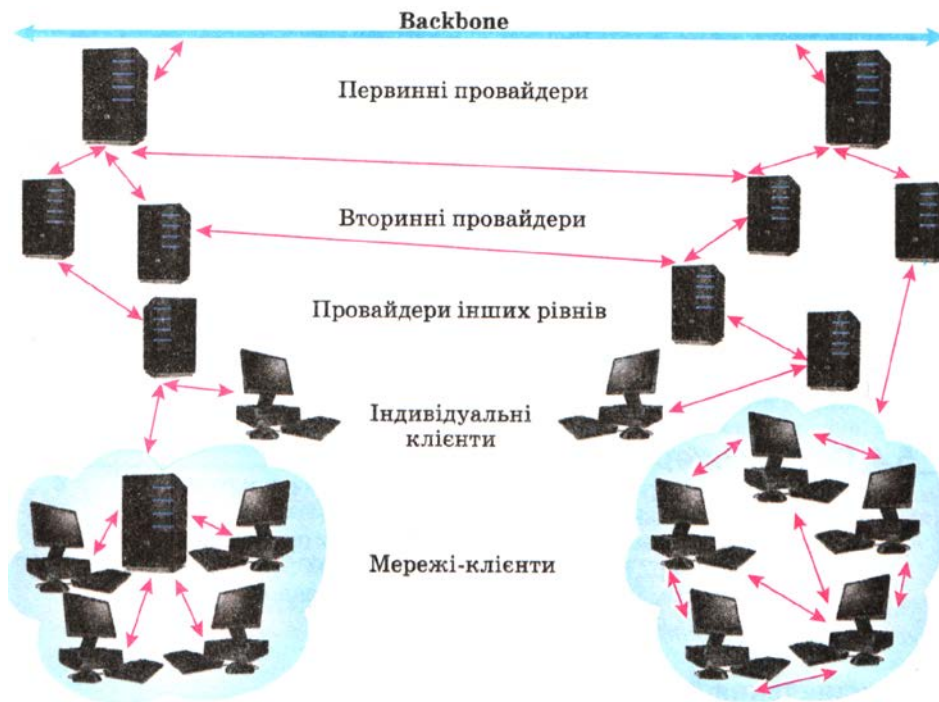 Backbone
Первинні провайдери
Вторинні провайдери
Провайдери інших рівнів
Індивідуальні
клієнти
Мережі-клієнти